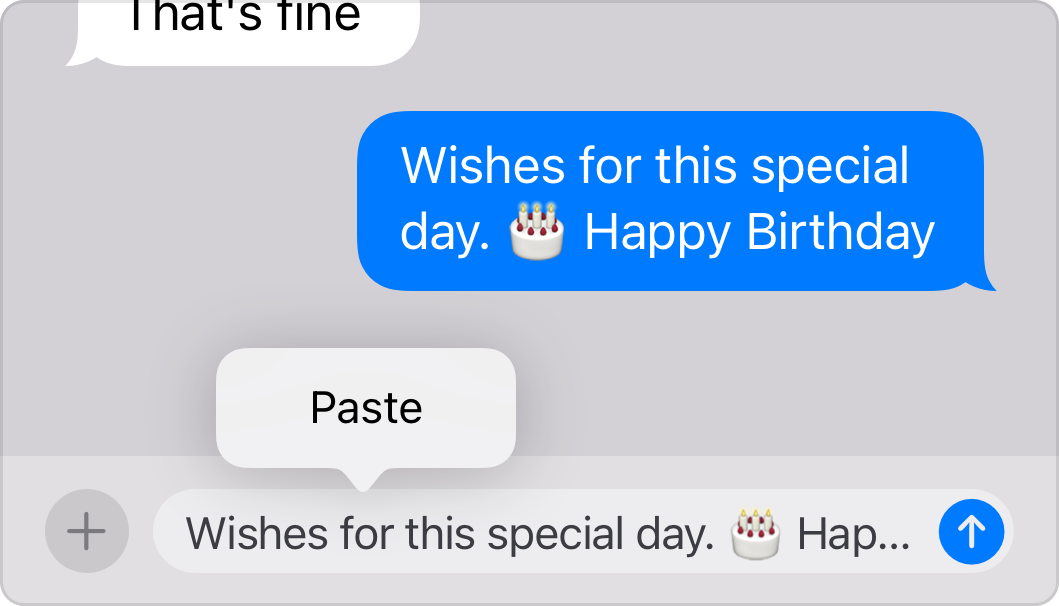 That's fine
Wishes for this special
day. 🎂 Happy Birthday
Paste
Wishes for this special day. 🎂 Hap...